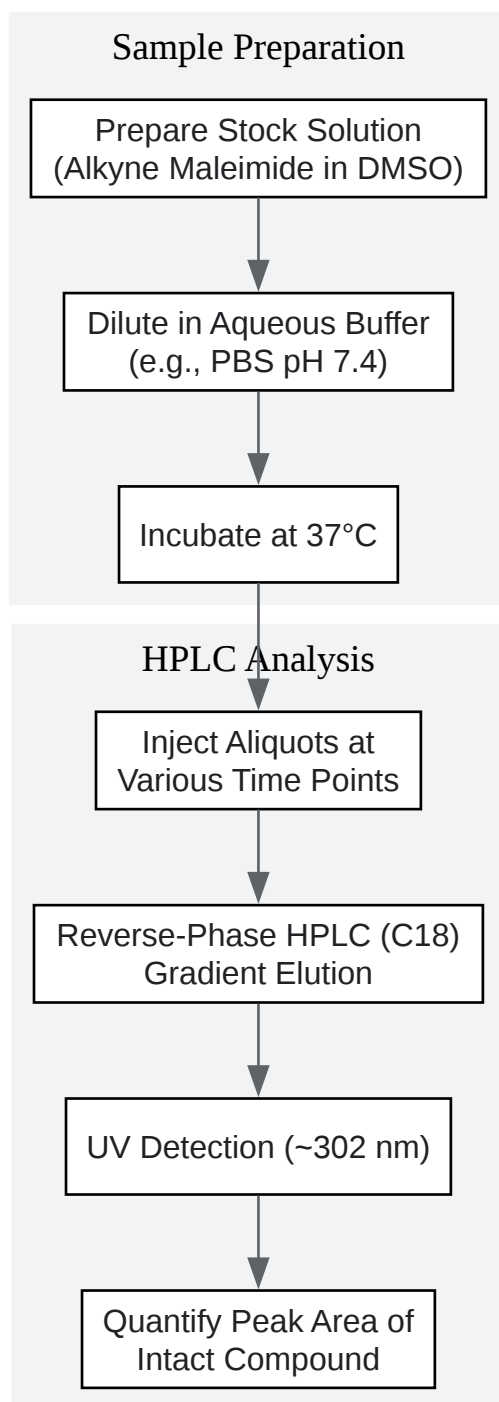 Sample Preparation
Prepare Stock Solution
(Alkyne Maleimide in DMSO)
Dilute in Aqueous Buffer
(e.g., PBS pH 7.4)
Incubate at 37°C
HPLC Analysis
Inject Aliquots at
Various Time Points
Reverse-Phase HPLC (C18)
Gradient Elution
UV Detection (~302 nm)
Quantify Peak Area of
Intact Compound